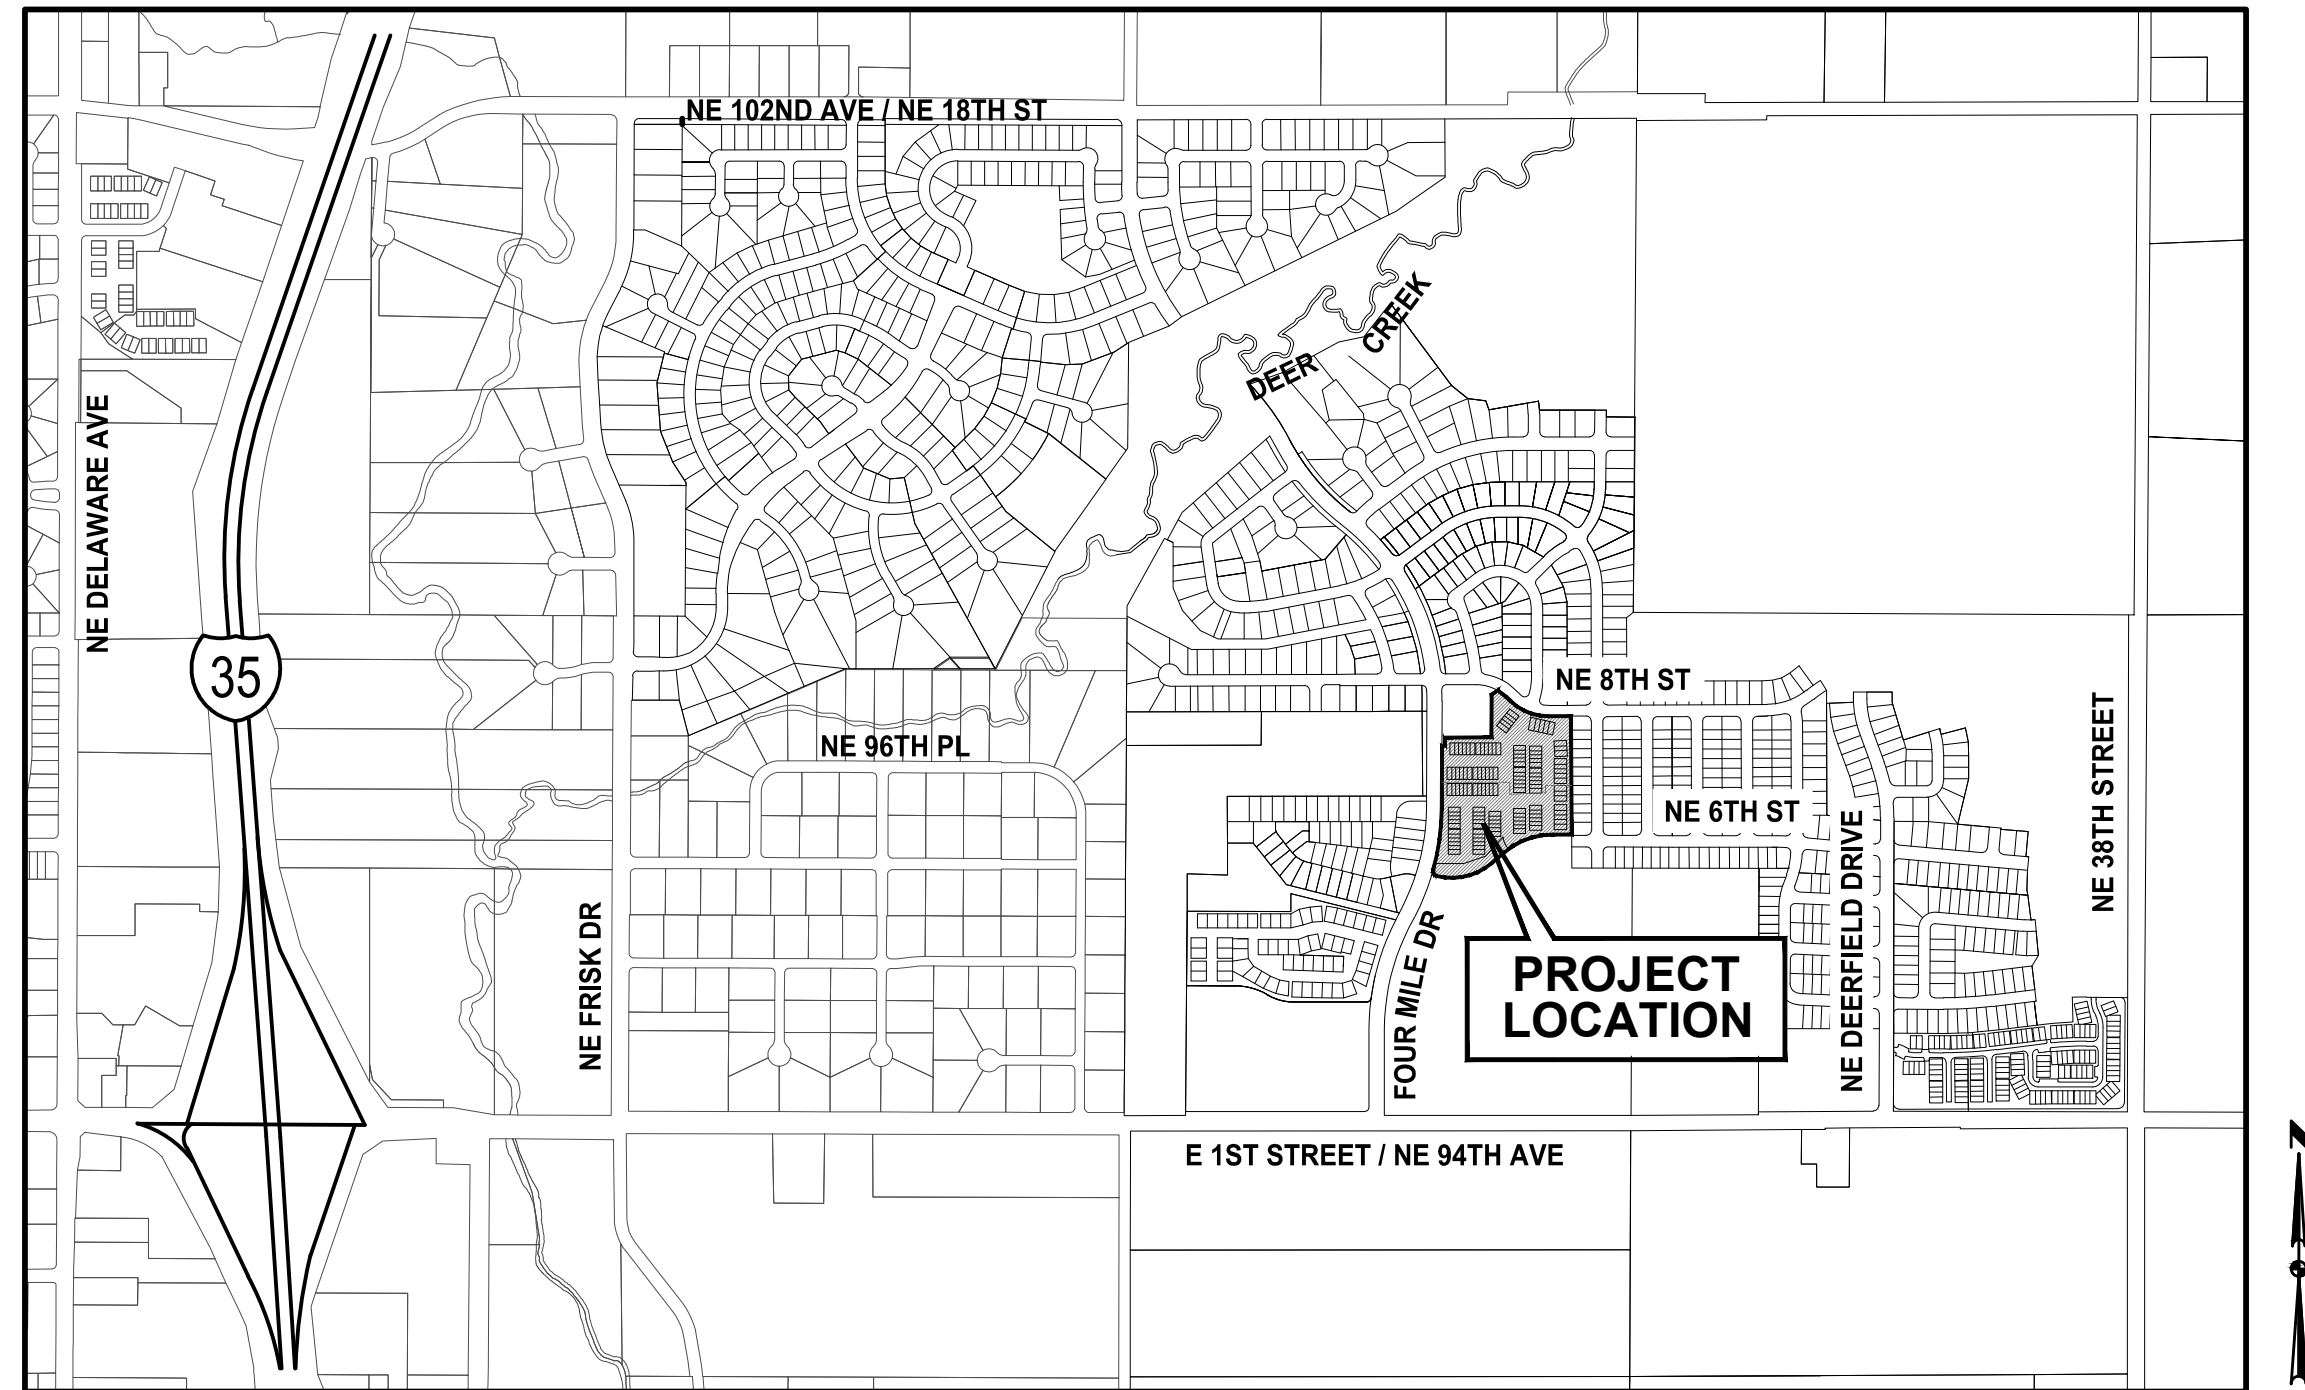 NE 102ND AVE / NE 18TH ST
DEER CREEK
NE DELAWARE AVE
35
NE 8TH ST
NE 96TH PL
NE 6TH ST
NE 38TH STREET
NE DEERFIELD DRIVE
NE FRISK DR
FOUR MILE DR
PROJECT
LOCATION
E 1ST STREET / NE 94TH AVE
N